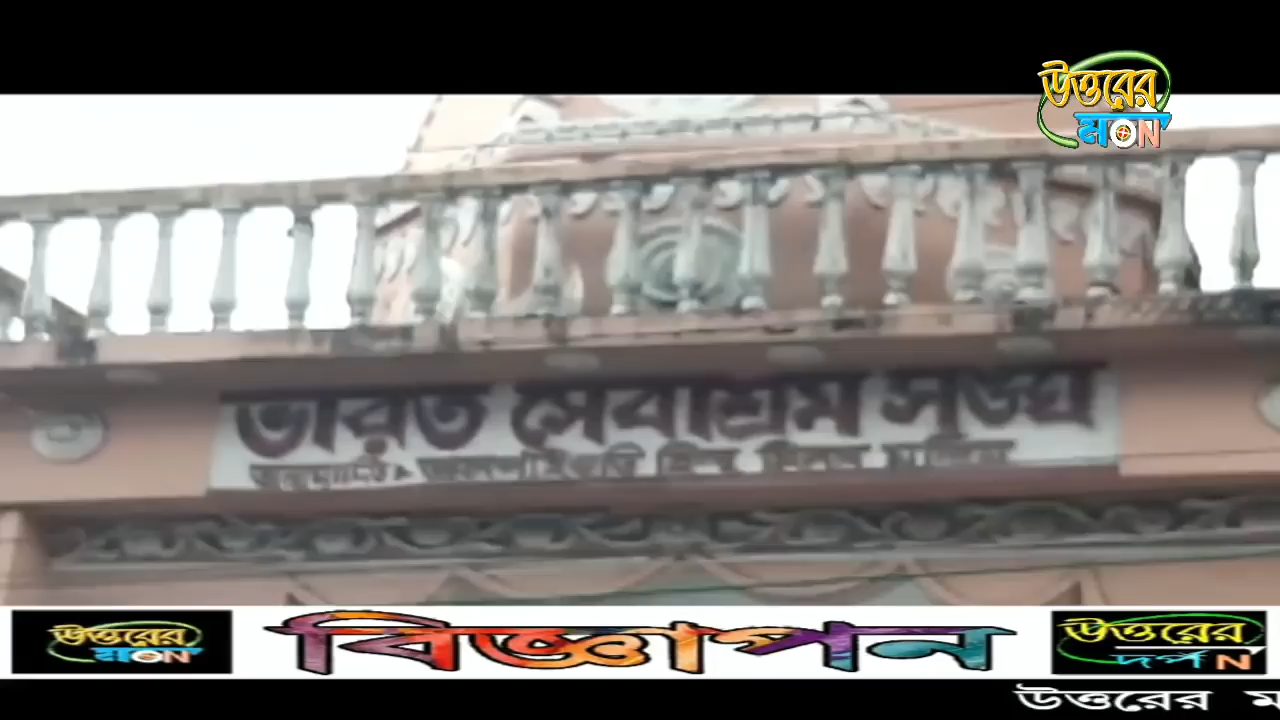 উত্তরের
মON
ভারত সেবাশ্রম সঙ্ঘ
উত্তরের
মON
বিজ্ঞাপন
উত্তরের
দর্পN
উত্তরের ম